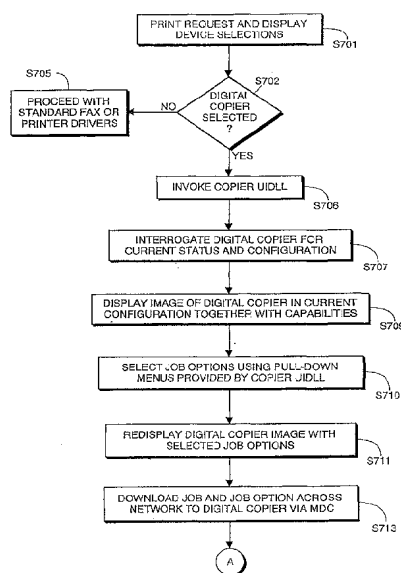 PRINT REQUEST AND DISPLAY
DEVICE SELECTIONS
S701
S705
S702
PROCEED WITH
STANDARD FAX OR
PRINTER DRIVERS
NO
DIGITAL
COPIER
SELECTED
?
YES
INVOKE COPIER UIDLL
S706
INTERROGATE DIGITAL COPIER FOR
CURRENT STATUS AND CONFIGURATION
S707
DISPLAY IMAGE OF DIGITAL COPIER IN CURRENT
CONFIGURATION TOGETHER WITH CAPABILITIES
S709
SELECT JOB OPTIONS USING PULL-DOWN
MENUS PROVIDED BY COPIER UIDLL
S710
REDISPLAY DIGITAL COPIER IMAGE WITH
SELECTED JOB OPTIONS
S711
DOWNLOAD JOB AND JOB OPTION ACROSS
NETWORK TO DIGITAL COPIER VIA MDC
S713
A